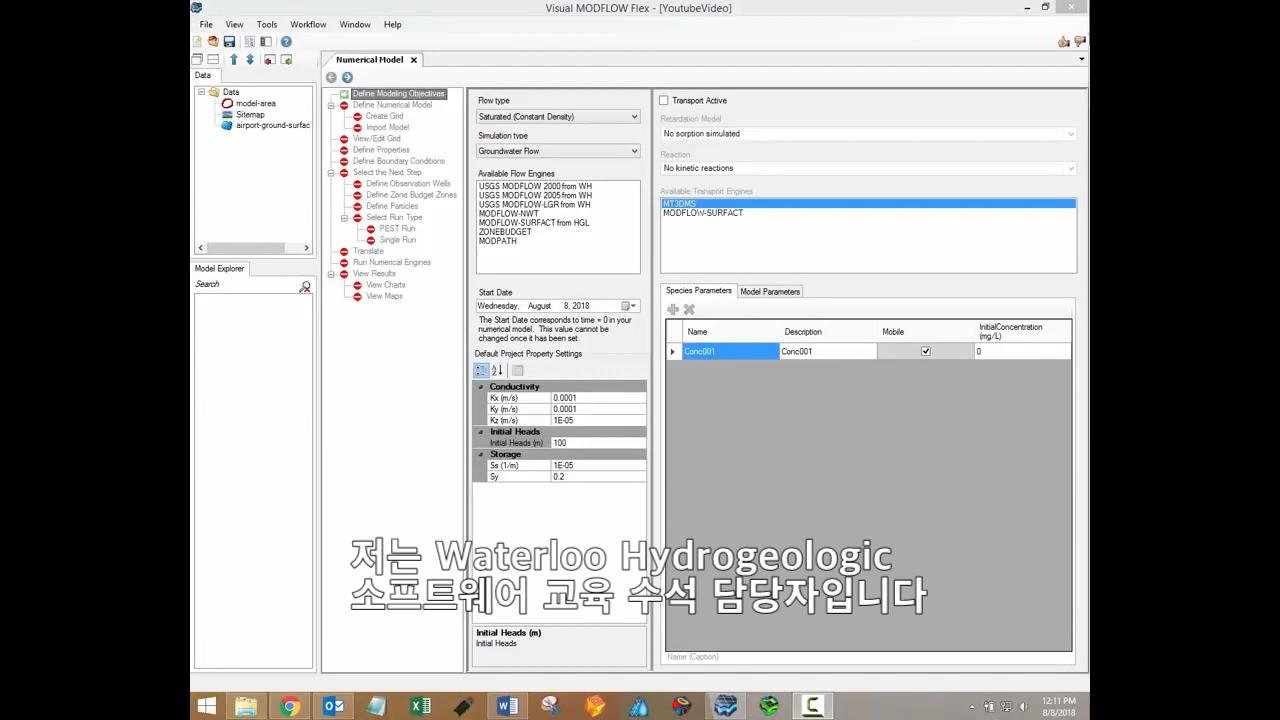 Visual MODFLOW Flex - [YoutubeVideo]
File View Tools Workflow Window Help
Data
Data
model-area
Sitemap
airport-ground-surfac
Model Explorer
Search
Numerical Model
Define Modeling Objectives
Define Numerical Model
Create Grid
Import Model
View/Edit Grid
Define Properties
Define Boundary Conditions
Select the Next Step
Define Observation Wells
Define Zone Budget Zones
Define Particles
Select Run Type
PEST Run
Single Run
Translate
Run Numerical Engines
View Results
View Charts
View Maps
Flow type
Saturated (Constant Density)
Simulation type
Groundwater Flow
Available Flow Engines
USGS MODFLOW 2000 from WH
USGS MODFLOW 2005 from WH
USGS MODFLOW-LGR from WH
MODFLOW-NWT
MODFLOW-SURFACT from HGL
ZONEBUDGET
MODPATH
Start Date
Wednesday, August 8, 2018
The Start Date corresponds to time = 0 in your
numerical model. This value cannot be
changed once it has been set.
Default Project Property Settings
Conductivity
Kx (m/s) 0.0001
Ky (m/s) 0.0001
Kz (m/s) 1E-05
Initial Heads
Initial Heads (m) 100
Storage
Ss (1/m) 1E-05
Sy 0.2
Initial Heads (m)
Initial Heads
Transport Active
Retardation Model
No sorption simulated
Reaction
No kinetic reactions
Available Transport Engines
MT3DMS
MODFLOW-SURFACT
Species Parameters Model Parameters
Name Description Mobile InitialConcentration (mg/L)
Conc001 Conc001 0
Name (Caption)
저는 Waterloo Hydrogeologic
소프트웨어 교육 수석 담당자입니다
12:11 PM
8/8/2018